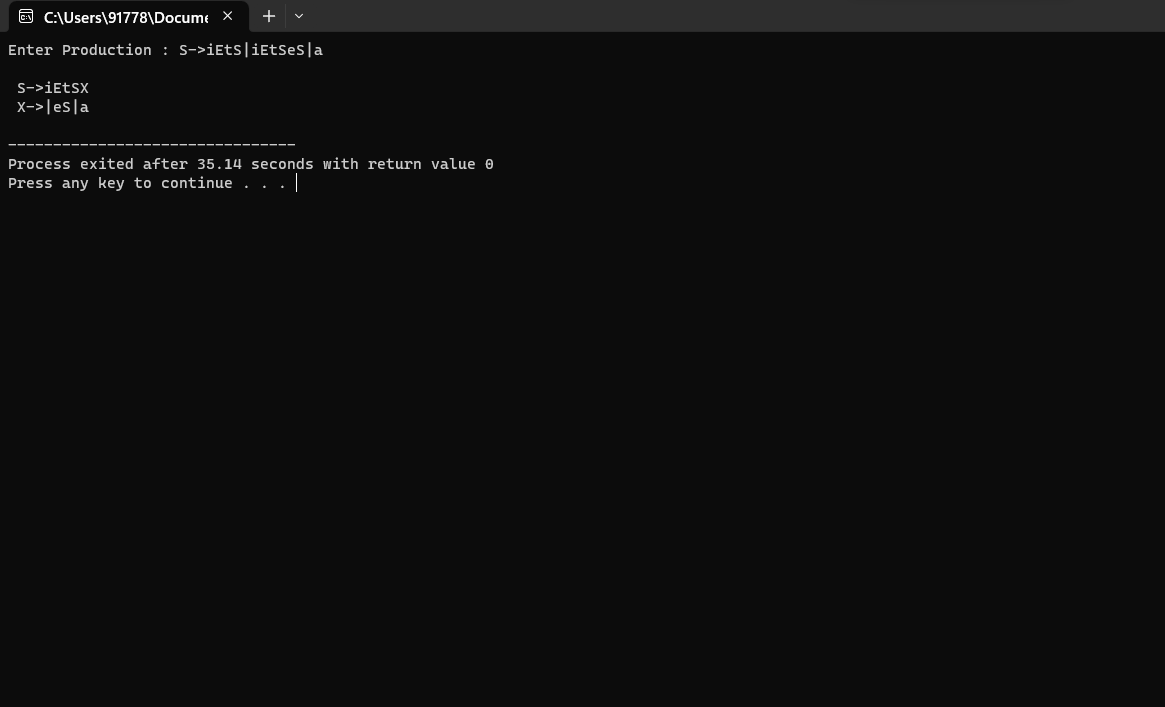 C:\Users\91778\Docume
Enter Production : S->iEtS|iEtSeS|a
S->iEtSX
X->|eS|a
--------------------------------
Process exited after 35.14 seconds with return value 0
Press any key to continue . . .